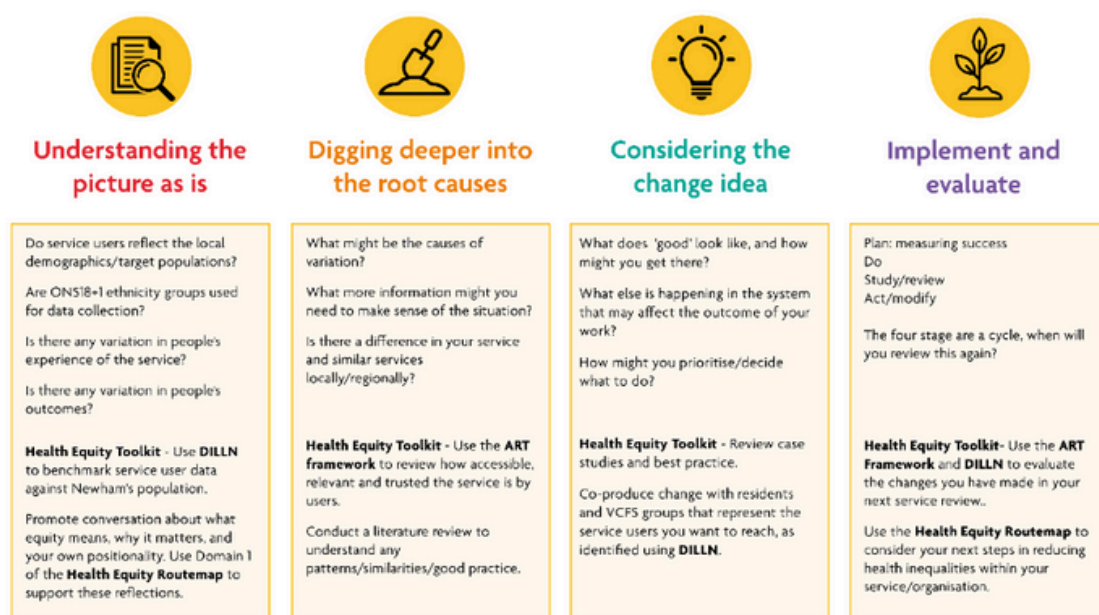 Understanding the
picture as is
Do service users reflect the local
demographics/target populations?
Are ONS18+1 ethnicity groups used
for data collection?
Is there any variation in people's
experience of the service?
Is there any variation in people's
outcomes?
Health Equity Toolkit - Use DILLN
to benchmark service user data
against Newham's population.
Promote conversation about what
equity means, why it matters, and
your own positionality. Use Domain 1
of the Health Equity Routemap to
support these reflections.
Digging deeper into
the root causes
What might be the causes of
variation?
What more information might you
need to make sense of the situation?
Is there a difference in your service
and similar services
locally/regionally?
Health Equity Toolkit - Use the ART
framework to review how accessible,
relevant and trusted the service is by
users.
Conduct a literature review to
understand any
patterns/similarities/good practice.
Considering the
change idea
What does 'good' look like, and how
might you get there?
What else is happening in the system
that may affect the outcome of your
work?
How might you prioritise/decide
what to do?
Health Equity Toolkit - Review case
studies and best practice.
Co-produce change with residents
and VCFS groups that represent the
service users you want to reach, as
identified using DILLN.
Implement and
evaluate
Plan: measuring success
Do
Study/review
Act/modify
The four stage are a cycle, when will
you review this again?
Health Equity Toolkit- Use the ART
Framework and DILLN to evaluate
the changes you have made in your
next service review..
Use the Health Equity Routemap to
consider your next steps in reducing
health inequalities within your
service/organisation.